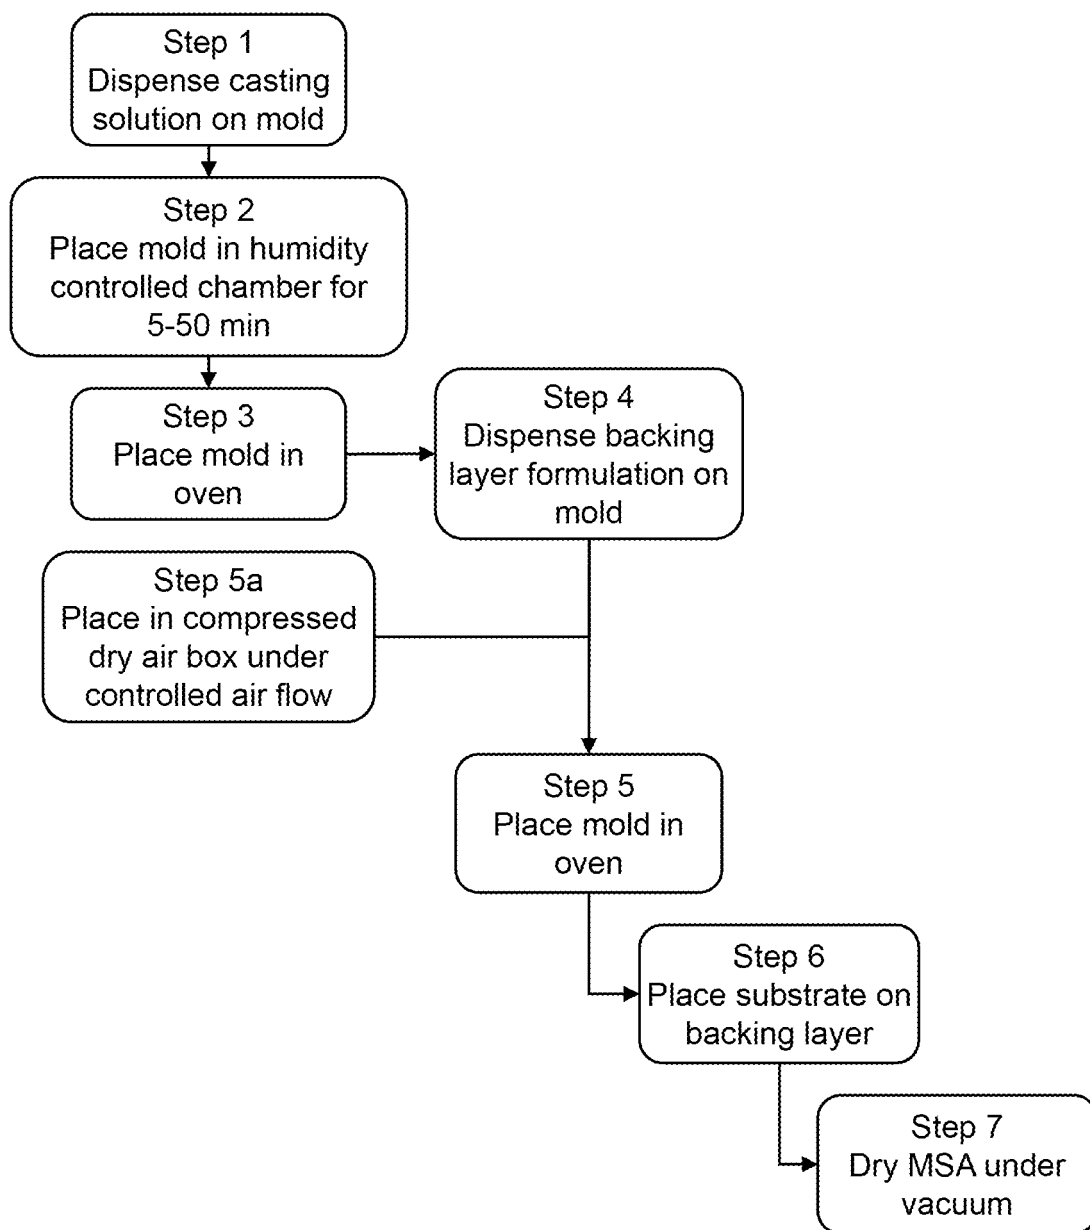 Step 1
Dispense casting
solution on mold
Step 2
Place mold in humidity
controlled chamber for
5-50 min
Step 3
Place mold in
oven
Step 4
Dispense backing
layer formulation on
mold
Step 5a
Place in compressed
dry air box under
controlled air flow
Step 5
Place mold in
oven
Step 6
Place substrate on
backing layer
Step 7
Dry MSA under
vacuum